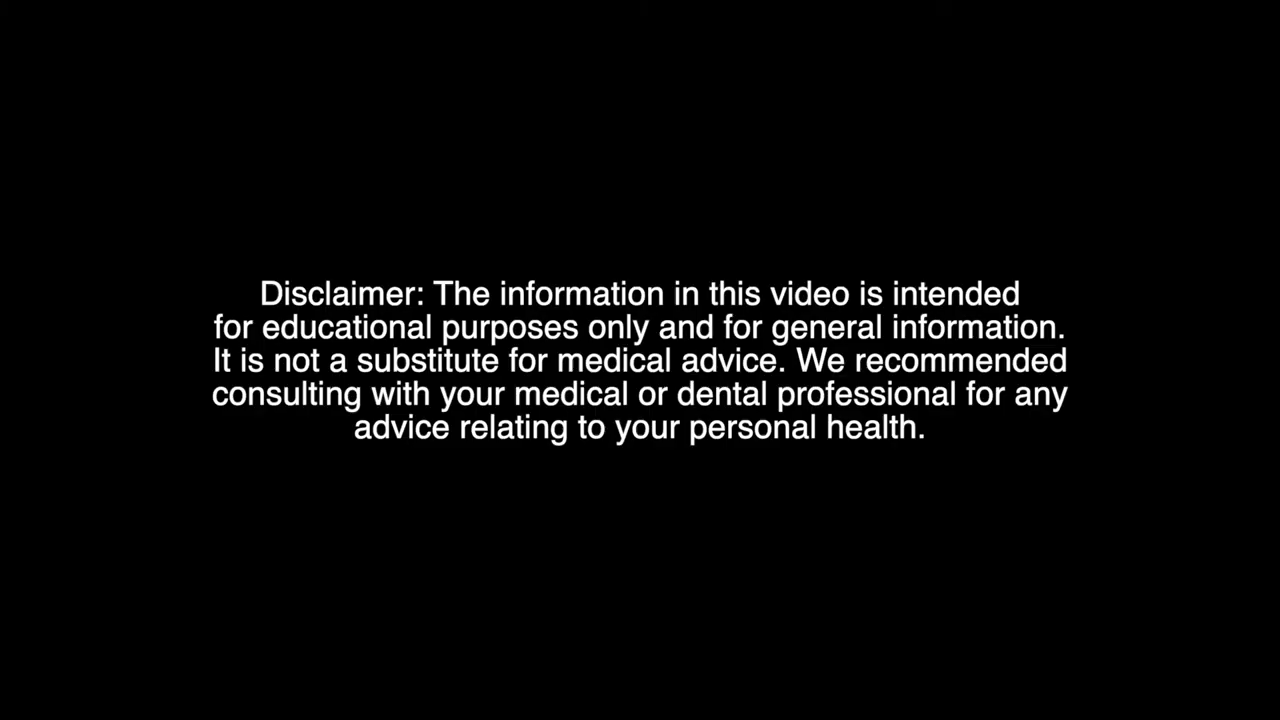 Disclaimer: The information in this video is intended
for educational purposes only and for general information.
It is not a substitute for medical advice. We recommended
consulting with your medical or dental professional for any
advice relating to your personal health.